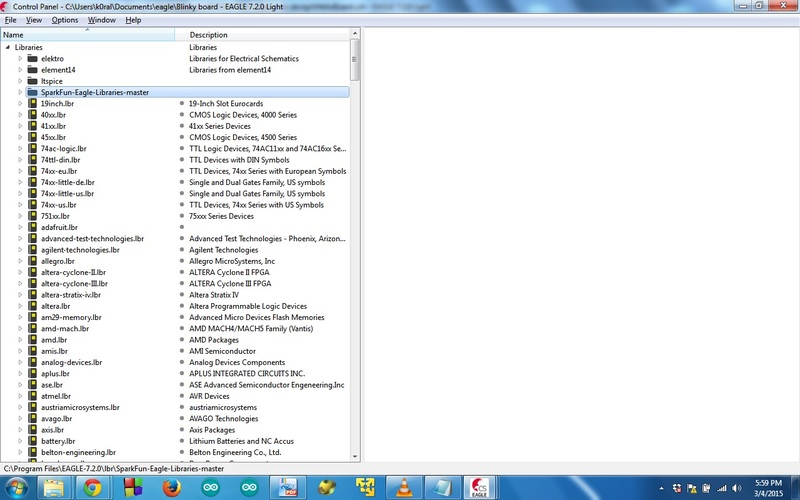 Control Panel - C:\Users\k0ral\Documents\eagle\Blinky board - EAGLE 7.2.0 Light
File View Options Window Help
Name Description
Libraries Libraries
elektro Libraries for Electrical Schematics
element14 Libraries from element14
ltspice
SparkFun-Eagle-Libraries-master
19inch.lbr 19-Inch Slot Eurocards
40xx.lbr CMOS Logic Devices, 4000 Series
41xx.lbr 41xx Series Devices
45xx.lbr CMOS Logic Devices, 4500 Series
74ac-logic.lbr TTL Logic Devices, 74AC11xx and 74AC16xx Se...
74ttl-din.lbr TTL Devices with DIN Symbols
74xx-eu.lbr TTL Devices, 74xx Series with European Symbols
74xx-little-de.lbr Single and Dual Gates Family, US symbols
74xx-little-us.lbr Single and Dual Gates Family, US symbols
74xx-us.lbr TTL Devices, 74xx Series with US Symbols
751xx.lbr 75xxx Series Devices
adafruit.lbr
advanced-test-technologies.lbr Advanced Test Technologies - Phoenix, Arizon...
agilent-technologies.lbr Agilent Technologies
allegro.lbr Allegro MicroSystems, Inc
altera-cyclone-II.lbr ALTERA Cyclone II FPGA
altera-cyclone-III.lbr ALTERA Cyclone III FPGA
altera-stratix-iv.lbr Altera Stratix IV
altera.lbr Altera Programmable Logic Devices
am29-memory.lbr Advanced Micro Devices Flash Memories
amd-mach.lbr AMD MACH4/MACH5 Family (Vantis)
amd.lbr AMD Packages
amis.lbr AMI Semiconductor
analog-devices.lbr Analog Devices Components
aplus.lbr APLUS INTEGRATED CIRCUITS INC.
ase.lbr ASE Advanced Semiconductor Engeneering.Inc
atmel.lbr AVR Devices
austriamicrosystems.lbr austriamicrosystems
avago.lbr AVAGO Technologies
axis.lbr Axis Packages
battery.lbr Lithium Batteries and NC Accus
belton-engineering.lbr Belton Engineering Co., Ltd.
C:\Program Files\EAGLE-7.2.0\lbr\SparkFun-Eagle-Libraries-master
PDF
CS
EAGLE
5:59 PM
3/4/2015